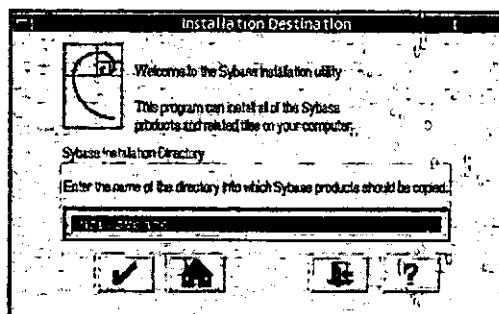 Installation Destination
Welcome to the Sybase installation utility
This program can install all of the Sybase
products and related files on your computer.
Sybase Installation Directory
Enter the name of the directory into which Sybase products should be copied.
?